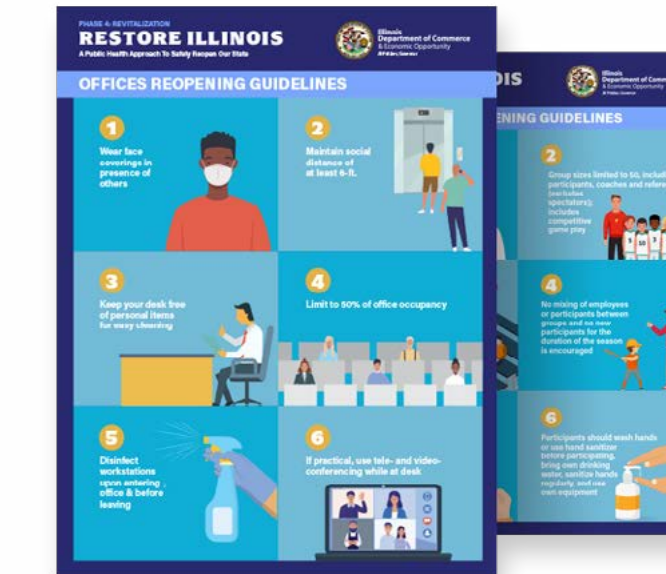 PHASE 4: REVITALIZATION
RESTORE ILLINOIS
A Public Health Approach To Safely Reopen Our State
Illinois
Department of Commerce
& Economic Opportunity
OFFICES REOPENING GUIDELINES
1
Wear face
coverings in
presence of
others
2
Maintain social
distance of
at least 6-ft.
3
Keep your desk free
of personal items
for easy cleaning
4
Limit to 50% of office occupancy
5
Disinfect
workstations
upon entering
office & before
leaving
6
If practical, use tele- and video-
conferencing while at desk
OIS
Illinois
Department of Comm
& Economic Opportunity
ENING GUIDELINES
2
Group sizes limited to 50, includi
participants, coaches and refere
(excludes
spectators);
includes
competitive
game play
4
No mixing of employees
or participants between
groups and no new
participants for the
duration of the season
is encouraged
6
Participants should wash hands
or use hand sanitizer
before participating,
bring own drinking
water, sanitize hands
regularly, and use
own equipment